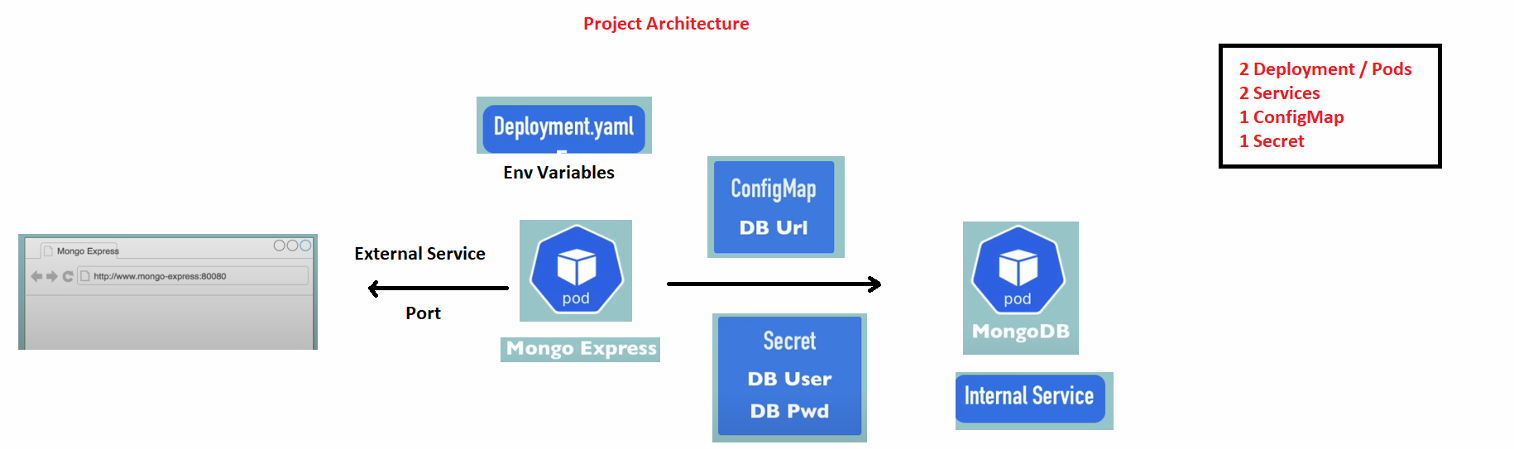 Project Architecture
2 Deployment / Pods
2 Services
1 ConfigMap
1 Secret
Deployment.yaml
Env Variables
ConfigMap
DB Url
Mongo Express
http://www.mongo-express:80080
External Service
Port
pod
Mongo Express
Secret
DB User
DB Pwd
pod
MongoDB
Internal Service